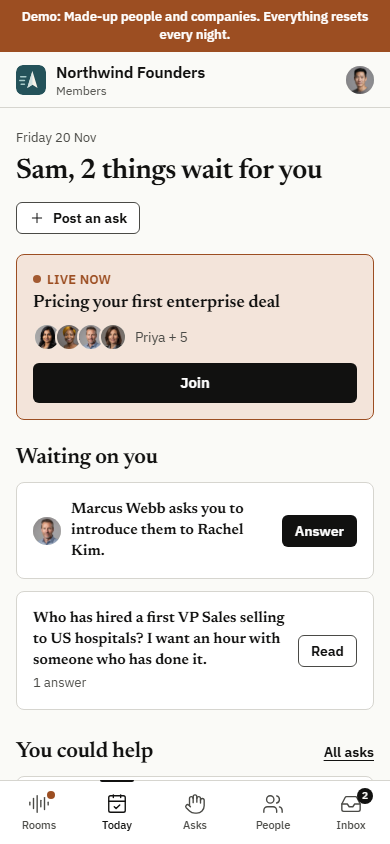 Demo: Made-up people and companies. Everything resets
every night.
Northwind Founders
Members
Friday 20 Nov
Sam, 2 things wait for you
Post an ask
LIVE NOW
Pricing your first enterprise deal
Priya + 5
Join
Waiting on you
Marcus Webb asks you to
introduce them to Rachel
Kim.
Answer
Who has hired a first VP Sales selling
to US hospitals? I want an hour with
someone who has done it.
1 answer
Read
You could help
All asks
Rooms
Today
Asks
People
2
Inbox